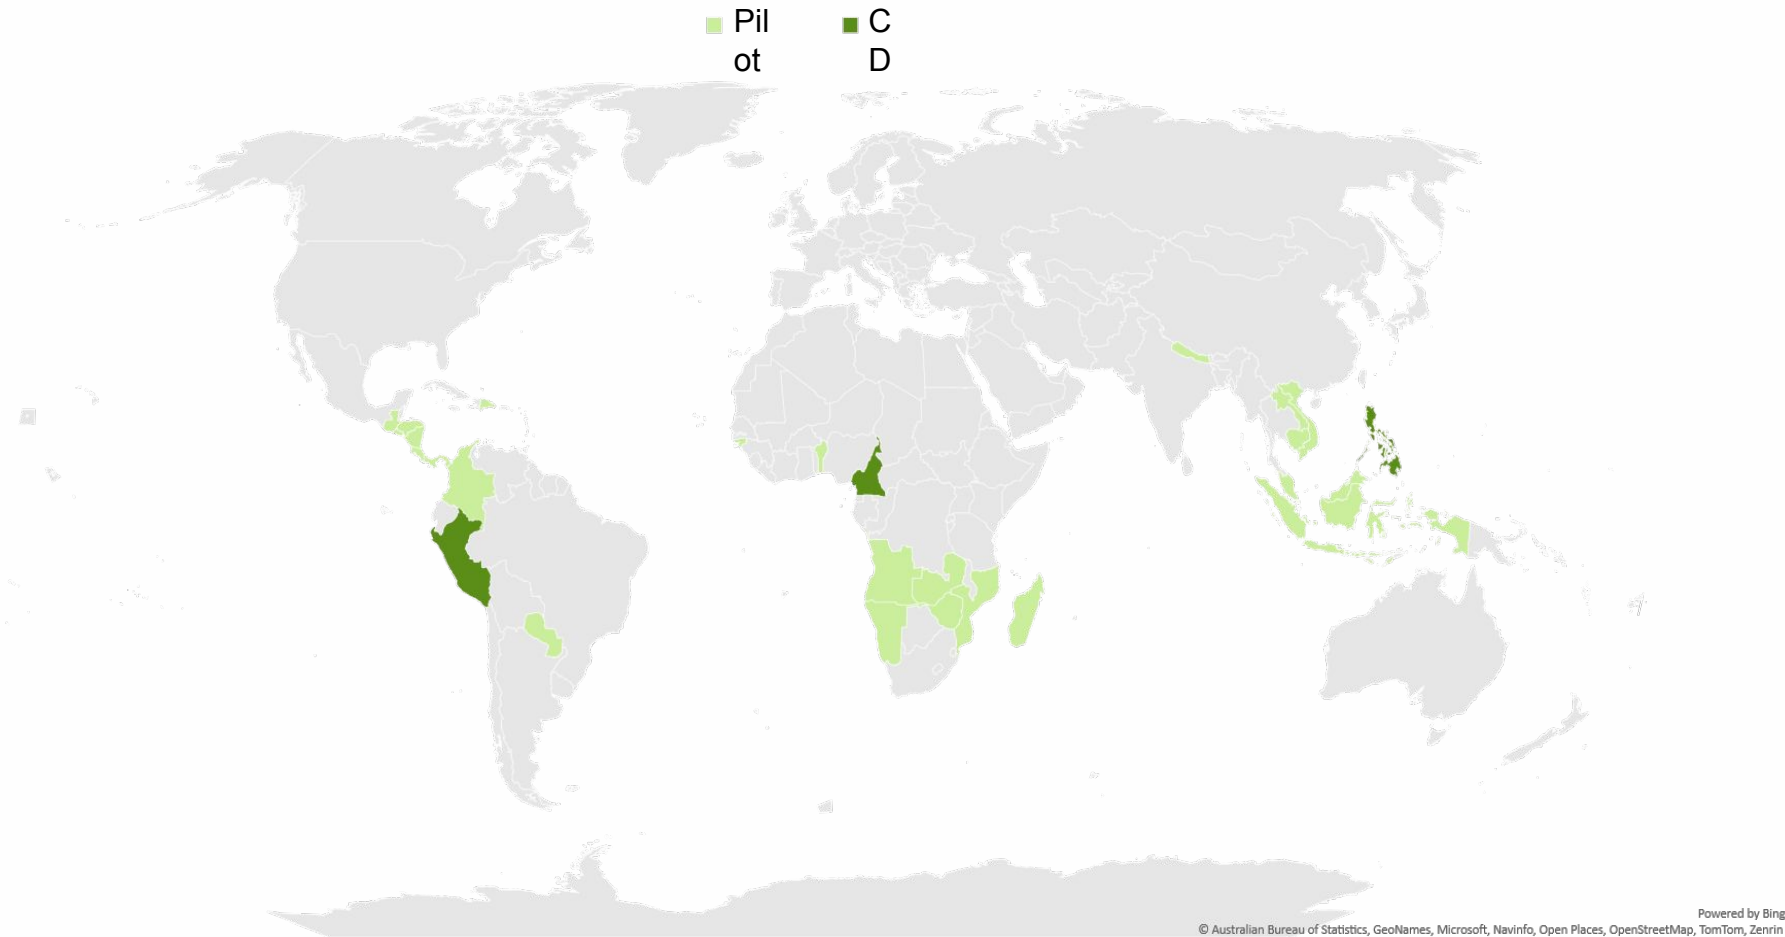 Pil
ot
C
D
Powered by Bing
© Australian Bureau of Statistics, GeoNames, Microsoft, Navinfo, Open Places, OpenStreetMap, TomTom, Zenrin